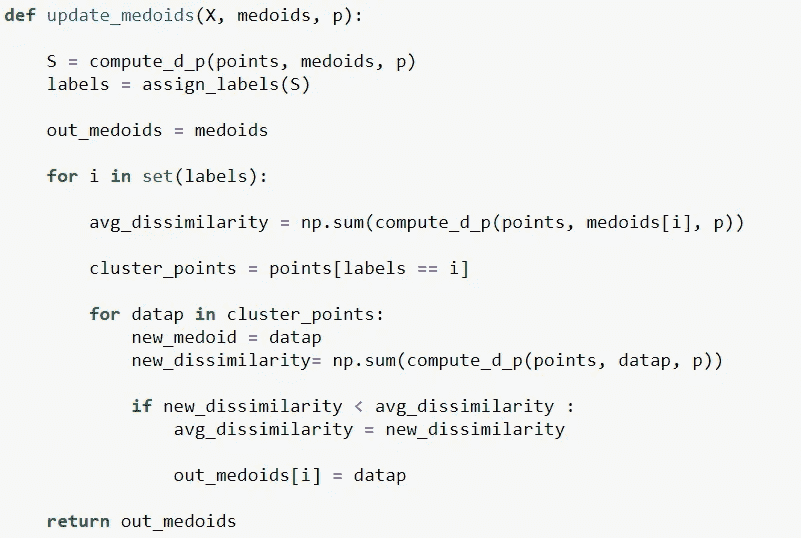 def update_medoids(X, medoids, p):
    S = compute_d_p(points, medoids, p)
    labels = assign_labels(S)
    out_medoids = medoids
    for i in set(labels):
        avg_dissimilarity = np.sum(compute_d_p(points, medoids[i], p))
        cluster_points = points[labels == i]
        for datap in cluster_points:
            new_medoid = datap
            new_dissimilarity= np.sum(compute_d_p(points, datap, p))
            if new_dissimilarity < avg_dissimilarity :
                avg_dissimilarity = new_dissimilarity
                out_medoids[i] = datap
    return out_medoids